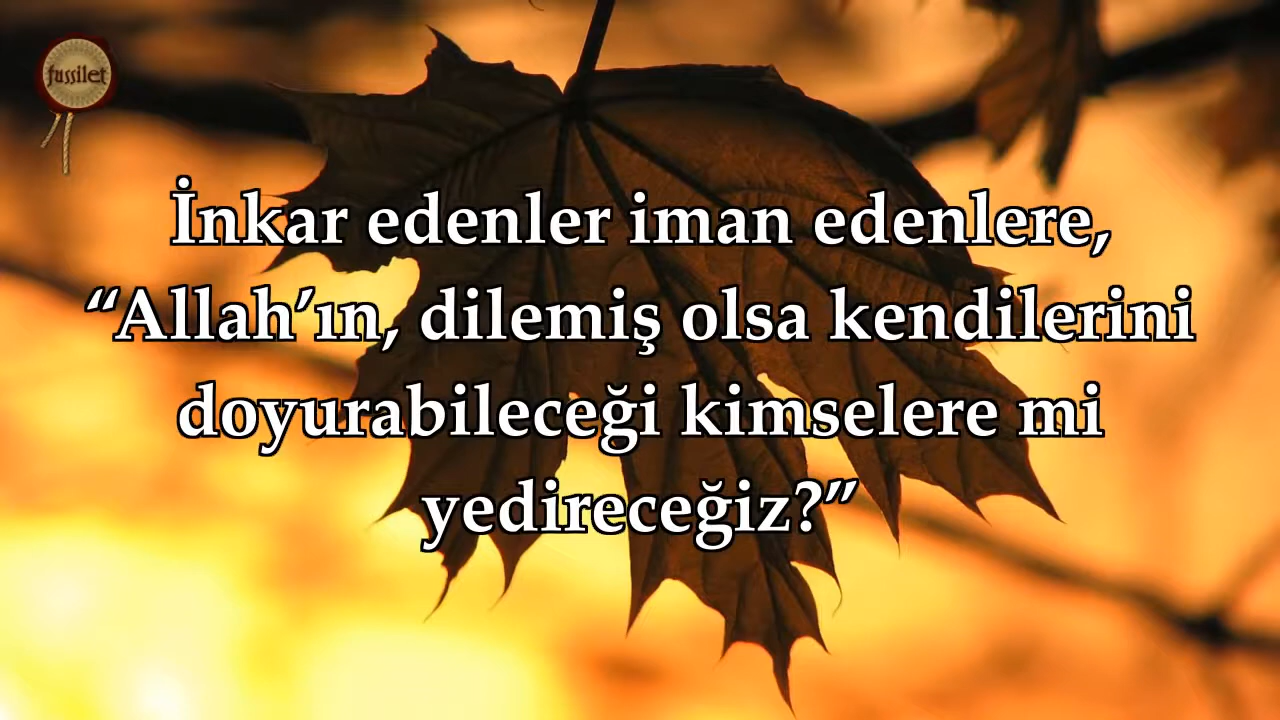 fussilet
İnkar edenler iman edenlere,
“Allah’ın, dilemiş olsa kendilerini
doyurabileceği kimselere mi
yedireceğiz?”